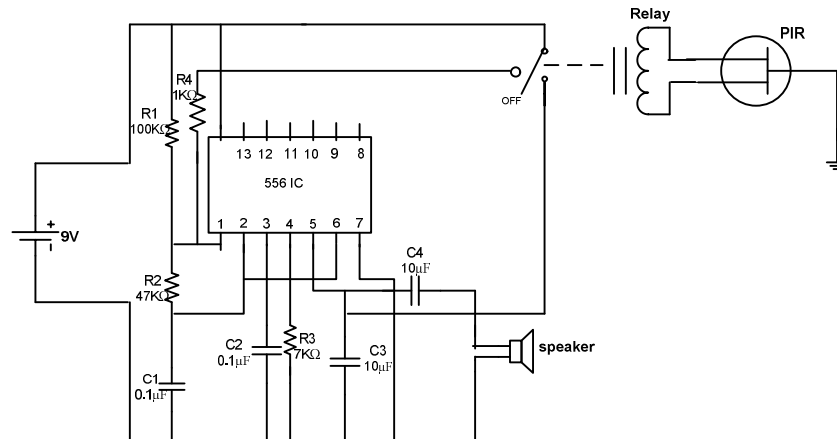 Relay
PIR
R4
1KΩ
OFF
R1
100KΩ
13 12 11 10 9 8
556 IC
+
9V
1 2 3 4 5 6 7
C4
10µF
R2
47KΩ
C2
0.1µF
R3
7KΩ
C3
10µF
speaker
C1
0.1µF